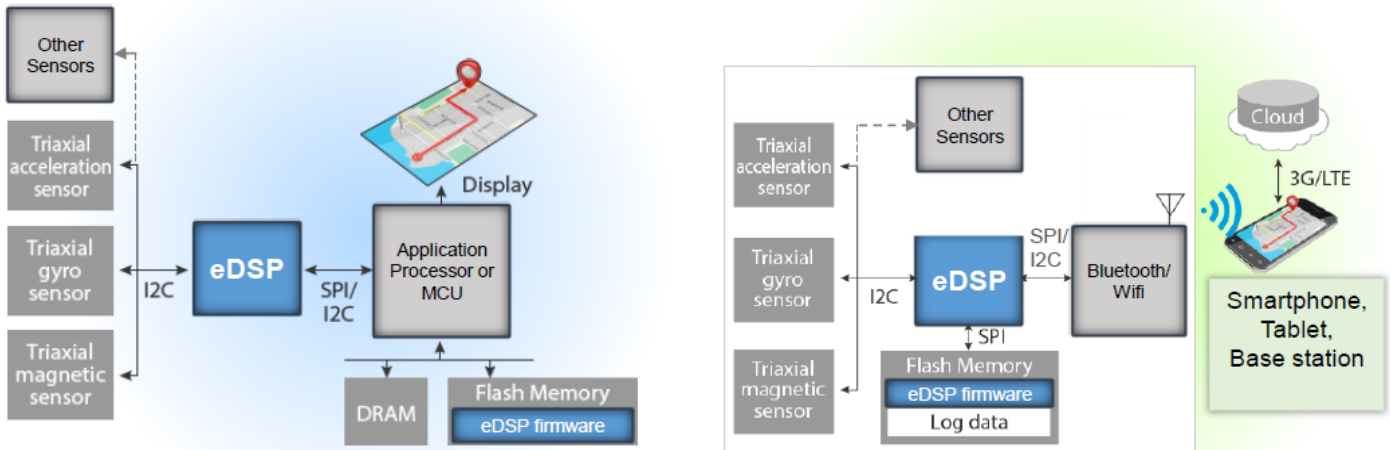 Other
Sensors
Triaxial
acceleration
sensor
Triaxial
gyro
sensor
Triaxial
magnetic
sensor
I2C
eDSP
SPI/
I2C
Display
Application
Processor or
MCU
DRAM
Flash Memory
eDSP firmware
Other
Sensors
Triaxial
acceleration
sensor
Triaxial
gyro
sensor
Triaxial
magnetic
sensor
I2C
eDSP
SPI/
I2C
Bluetooth/
Wifi
SPI
Flash Memory
eDSP firmware
Log data
Cloud
3G/LTE
Smartphone,
Tablet,
Base station